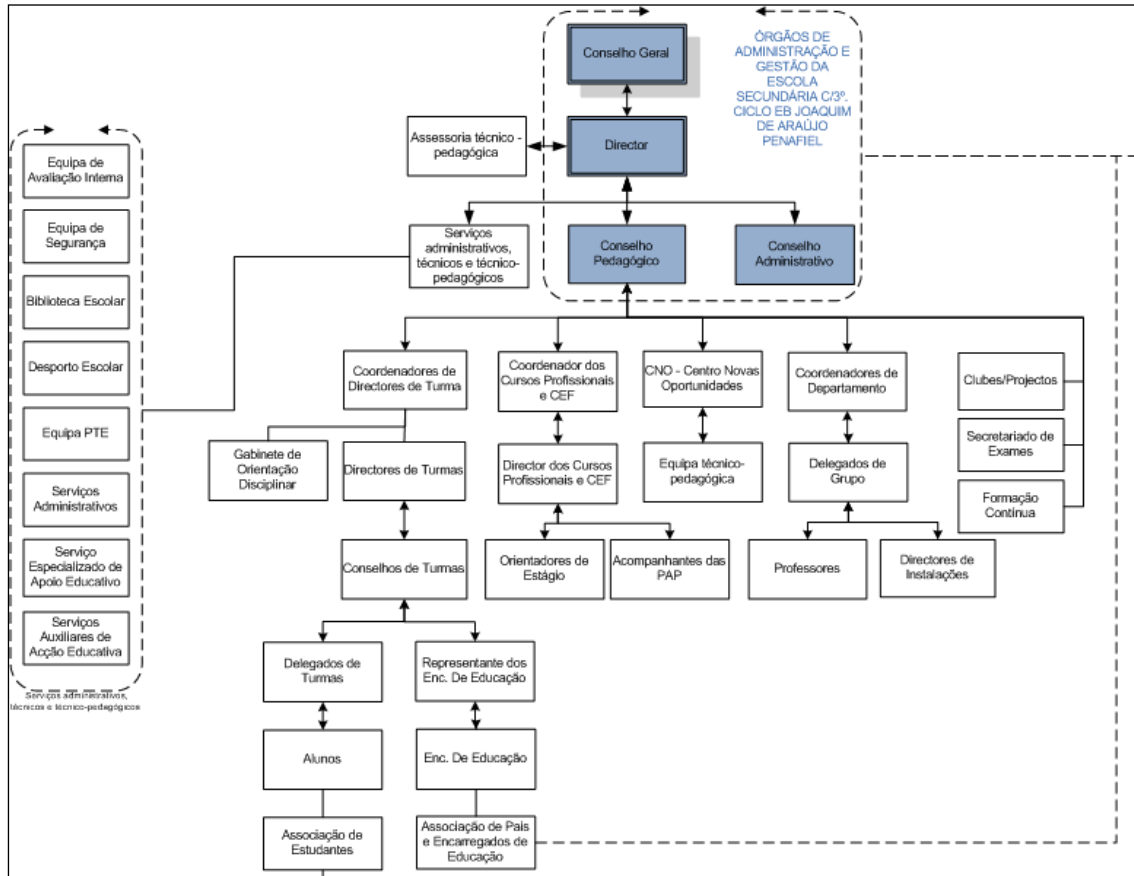 Conselho Geral
ÓRGÃOS DE
ADMINISTRAÇÃO E
GESTÃO DA
ESCOLA
SECUNDÁRIA C/3º.
CICLO EB JOAQUIM
DE ARAÚJO
PENAFIEL
Assessoria técnico -
pedagógica
Director
Serviços
administrativos,
técnicos e técnico-
pedagógicos
Conselho
Pedagógico
Conselho
Administrativo
Equipa de
Avaliação Interna
Equipa de
Segurança
Biblioteca Escolar
Desporto Escolar
Equipa PTE
Serviços
Administrativos
Serviço
Especializado de
Apoio Educativo
Serviços
Auxiliares de
Acção Educativa
Serviços administrativos,
técnicos e técnico-pedagógicos
Coordenadores de
Directores de Turma
Coordenador dos
Cursos Profissionais
e CEF
CNO - Centro Novas
Oportunidades
Coordenadores de
Departamento
Clubes/Projectos
Secretariado de
Exames
Formação
Contínua
Gabinete de
Orientação
Disciplinar
Directores de Turmas
Director dos Cursos
Profissionais e CEF
Equipa técnico-
pedagógica
Delegados de
Grupo
Conselhos de Turmas
Orientadores de
Estágio
Acompanhantes das
PAP
Professores
Directores de
Instalações
Delegados de
Turmas
Representante dos
Enc. De Educação
Alunos
Enc. De Educação
Associação de
Estudantes
Associação de Pais
e Encarregados de
Educação